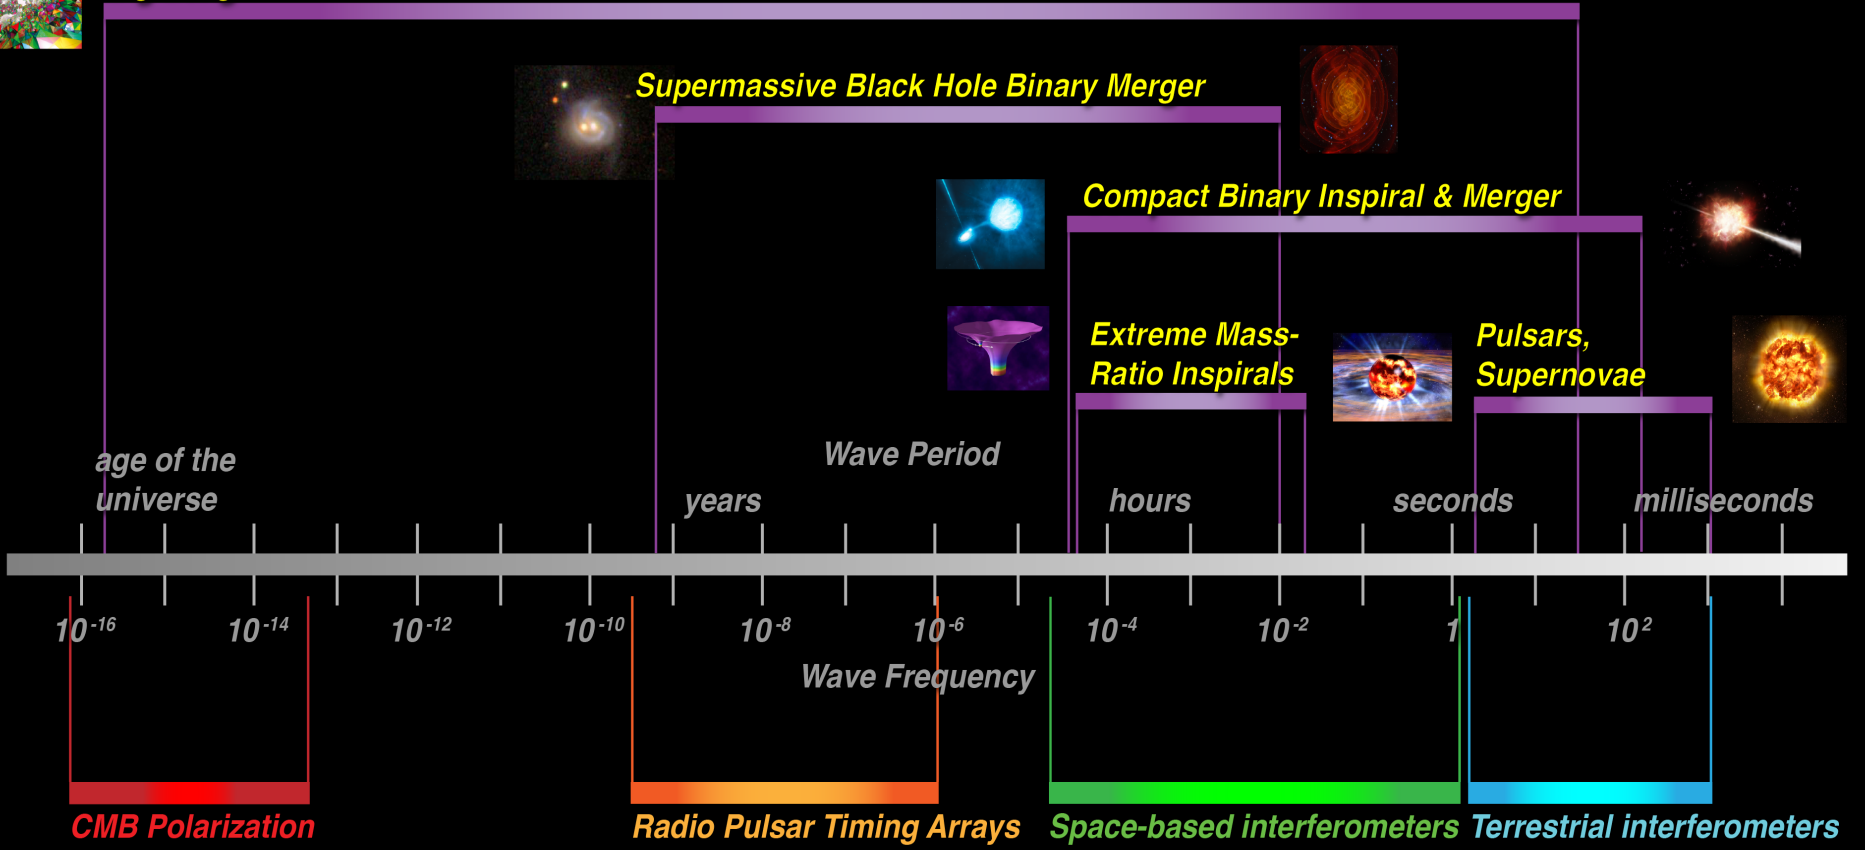 Supermassive Black Hole Binary Merger
Compact Binary Inspiral & Merger
Extreme Mass-
Ratio Inspirals
Pulsars,
Supernovae
age of the
universe
Wave Period
years
hours
seconds
milliseconds
10⁻¹⁶
10⁻¹⁴
10⁻¹²
10⁻¹⁰
10⁻⁸
10⁻⁶
10⁻⁴
10⁻²
1
10²
Wave Frequency
CMB Polarization
Radio Pulsar Timing Arrays
Space-based interferometers
Terrestrial interferometers